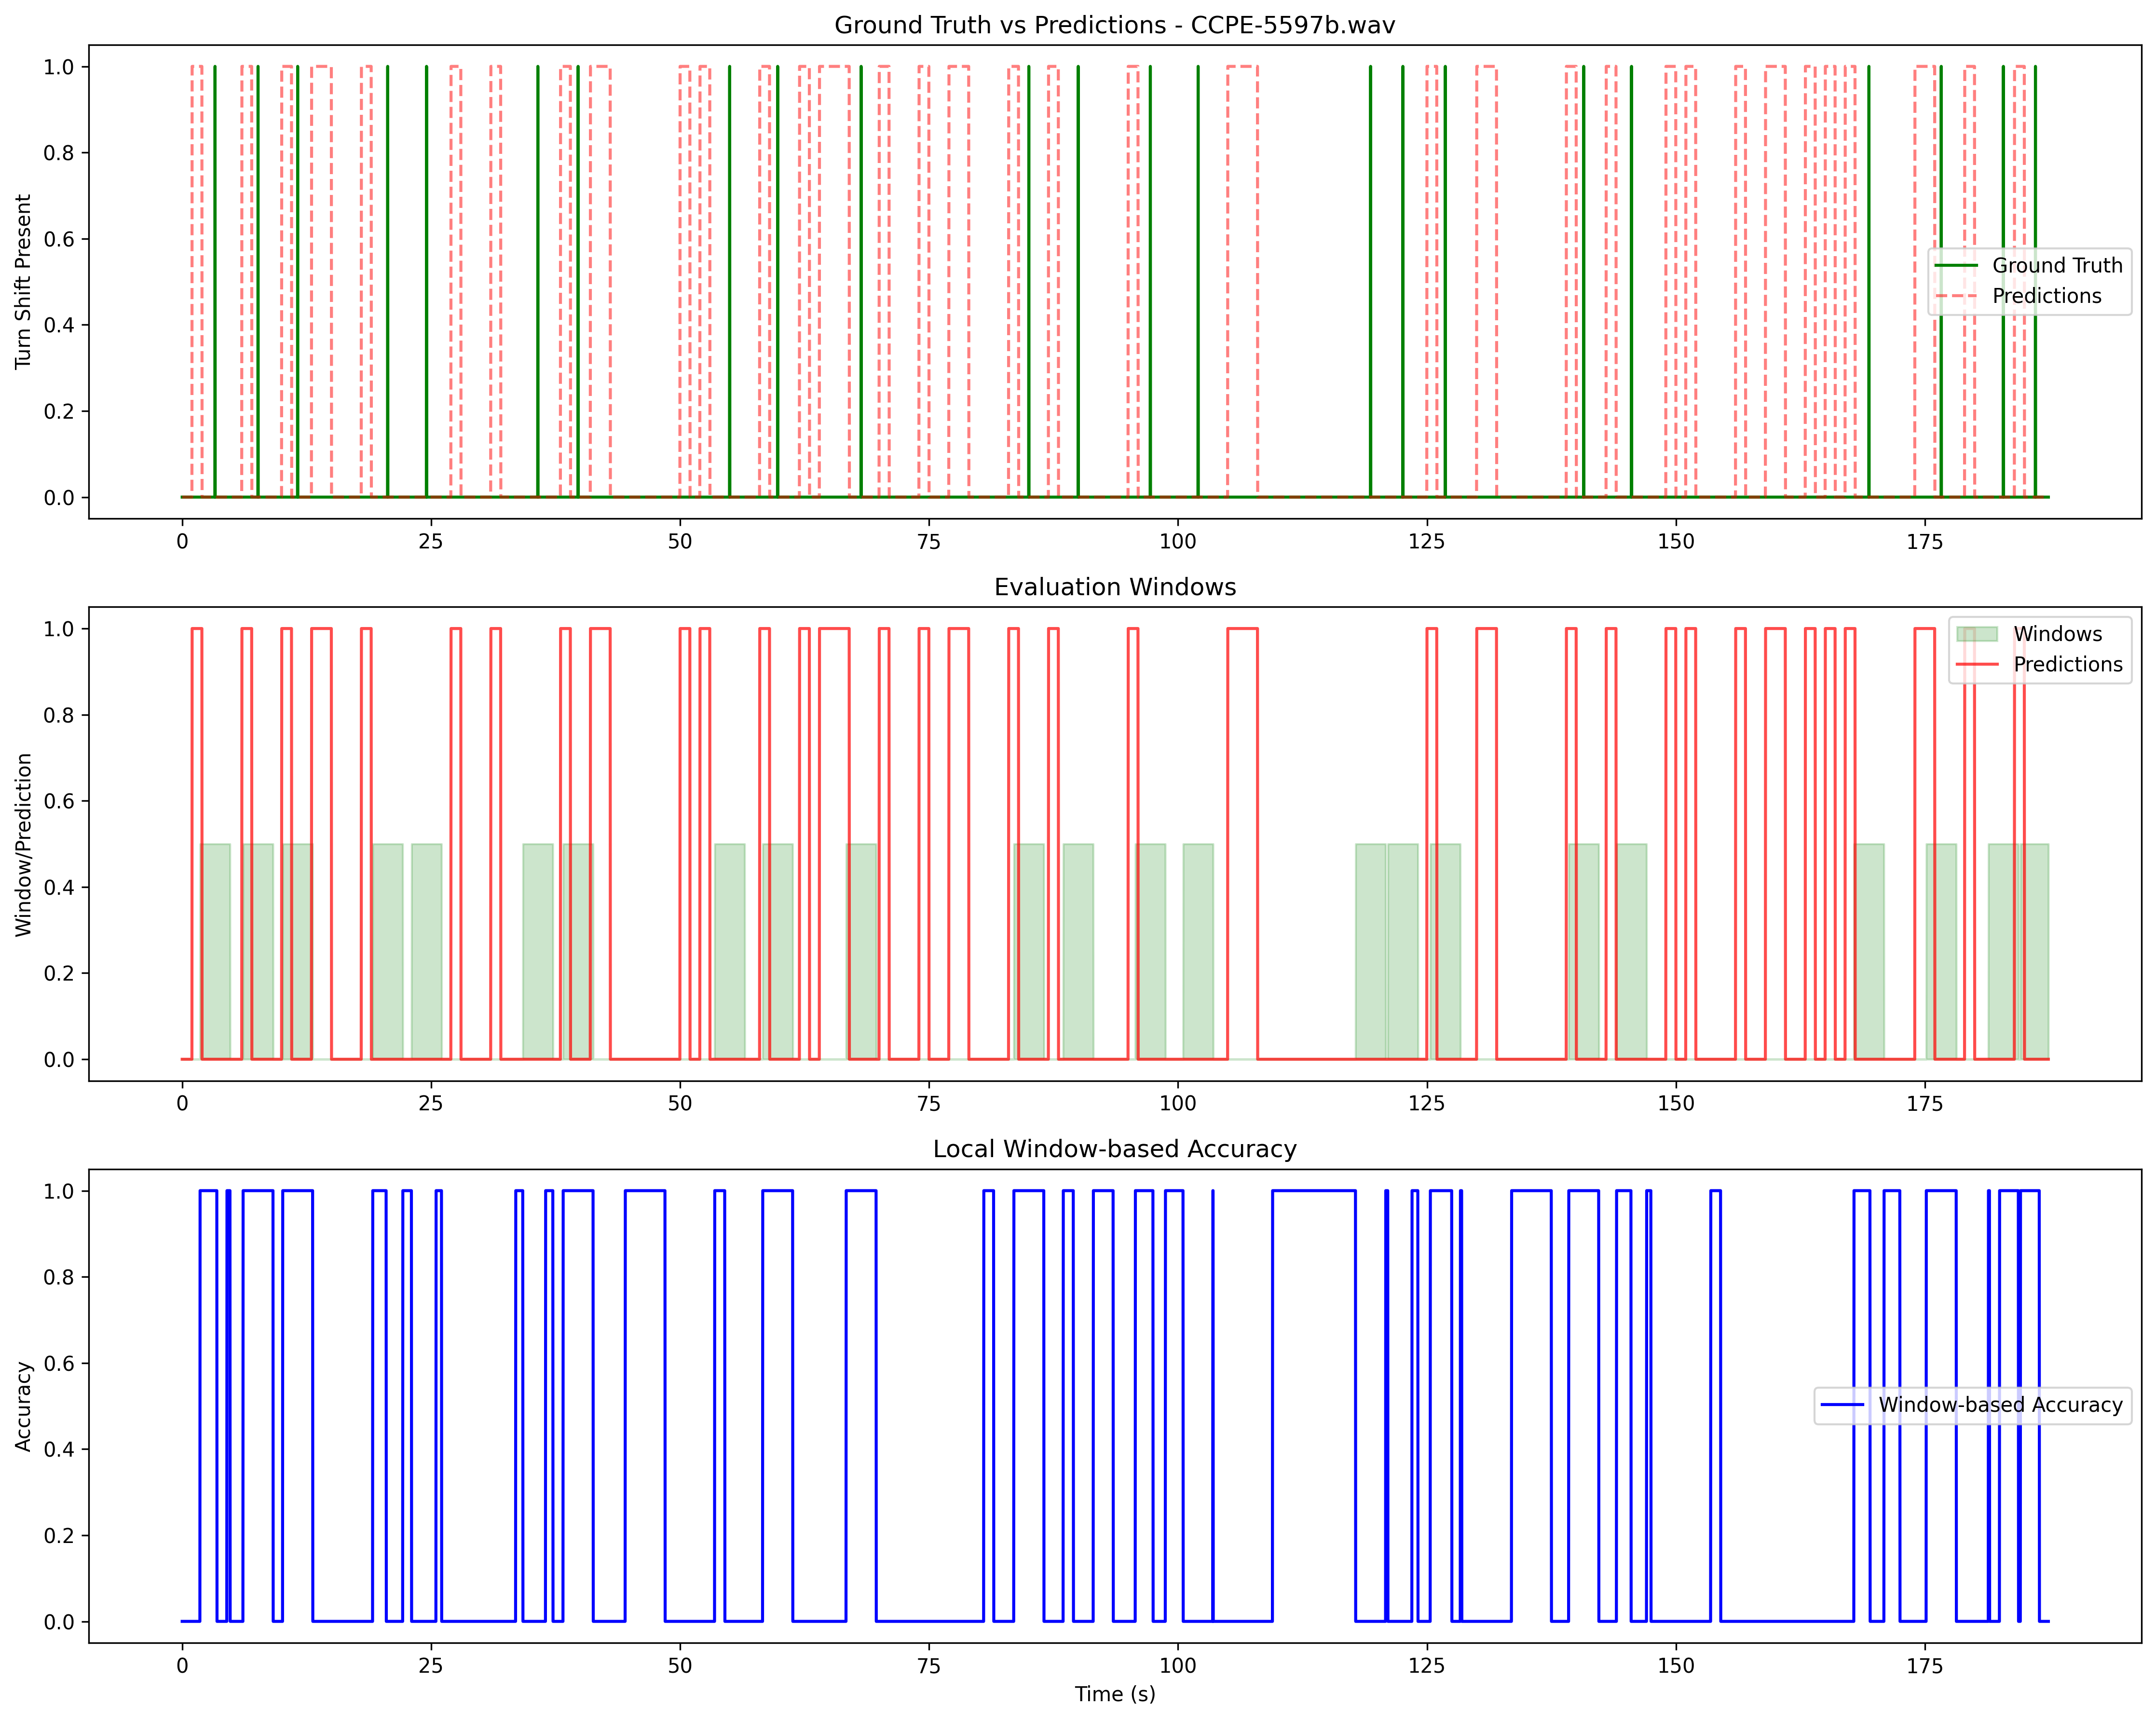 Ground Truth vs Predictions - CCPE-5597b.wav
Turn Shift Present
1.0
0.8
0.6
0.4
0.2
0.0
Ground Truth
Predictions
0 25 50 75 100 125 150 175
Evaluation Windows
Window/Prediction
1.0
0.8
0.6
0.4
0.2
0.0
Windows
Predictions
0 25 50 75 100 125 150 175
Local Window-based Accuracy
Accuracy
1.0
0.8
0.6
0.4
0.2
0.0
Window-based Accuracy
0 25 50 75 100 125 150 175
Time (s)